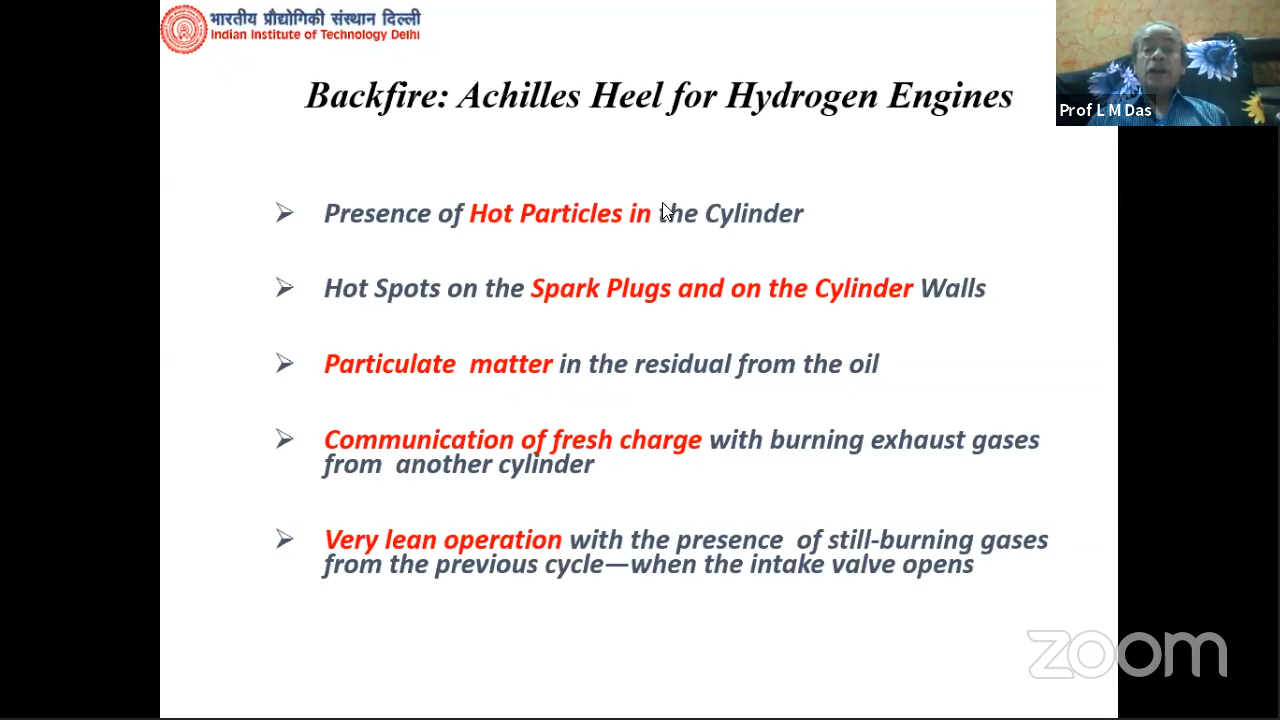 भारतीय प्रौद्योगिकी संस्थान दिल्ली
Indian Institute of Technology Delhi
Backfire: Achilles Heel for Hydrogen Engines
Prof L M Das
Presence of Hot Particles in the Cylinder
Hot Spots on the Spark Plugs and on the Cylinder Walls
Particulate matter in the residual from the oil
Communication of fresh charge with burning exhaust gases
from another cylinder
Very lean operation with the presence of still-burning gases
from the previous cycle—when the intake valve opens
zoom